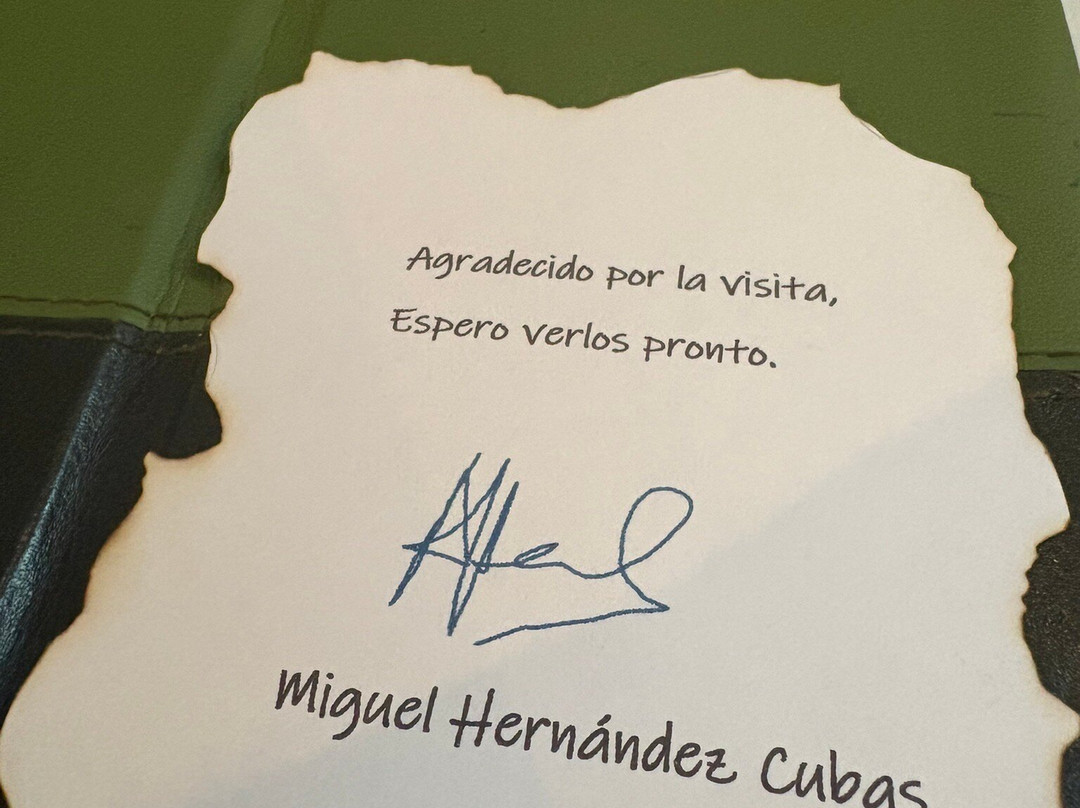 Agradecido por la visita,
Espero verlos pronto.
Miguel Hernández Cubas